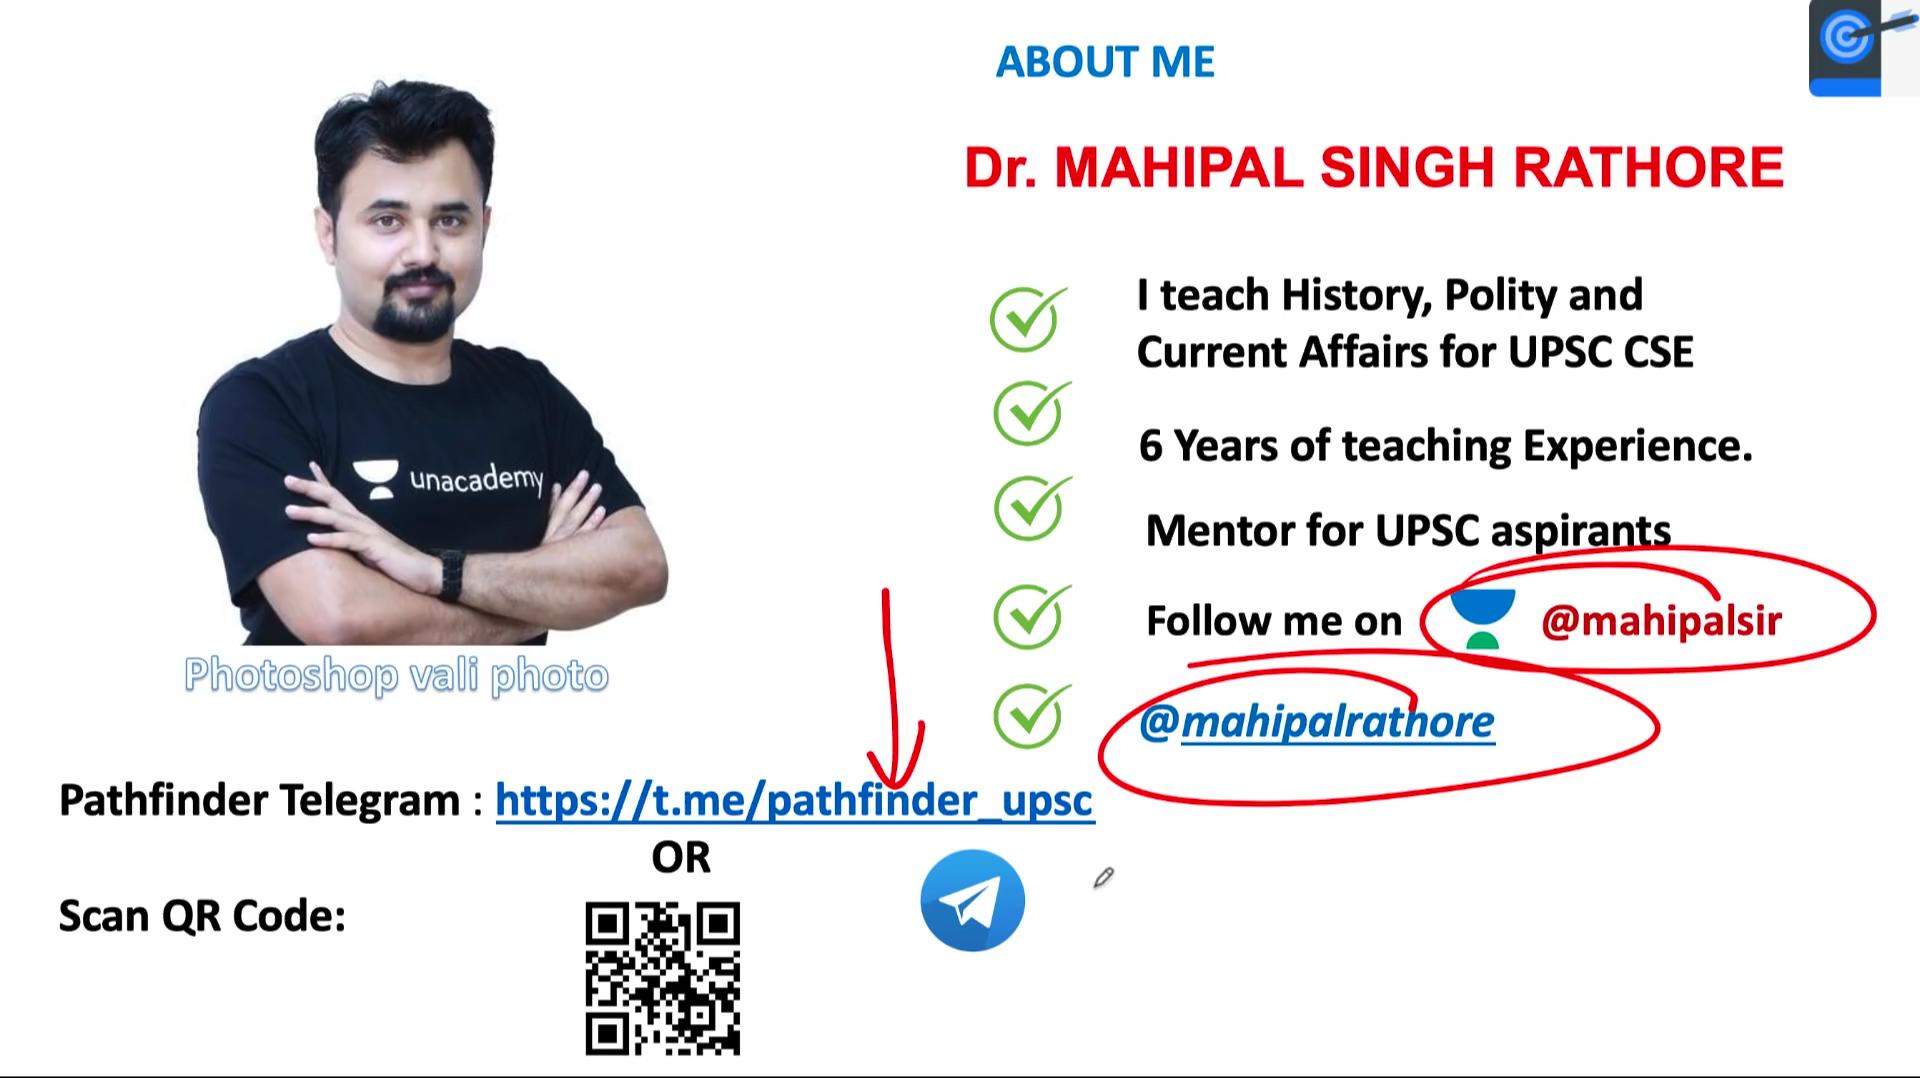 ABOUT ME
Dr. MAHIPAL SINGH RATHORE
I teach History, Polity and
Current Affairs for UPSC CSE
6 Years of teaching Experience.
Mentor for UPSC aspirants
Follow me on @mahipalsir
@mahipalrathore
unacademy
Photoshop vali photo
Pathfinder Telegram : https://t.me/pathfinder_upsc
OR
Scan QR Code: